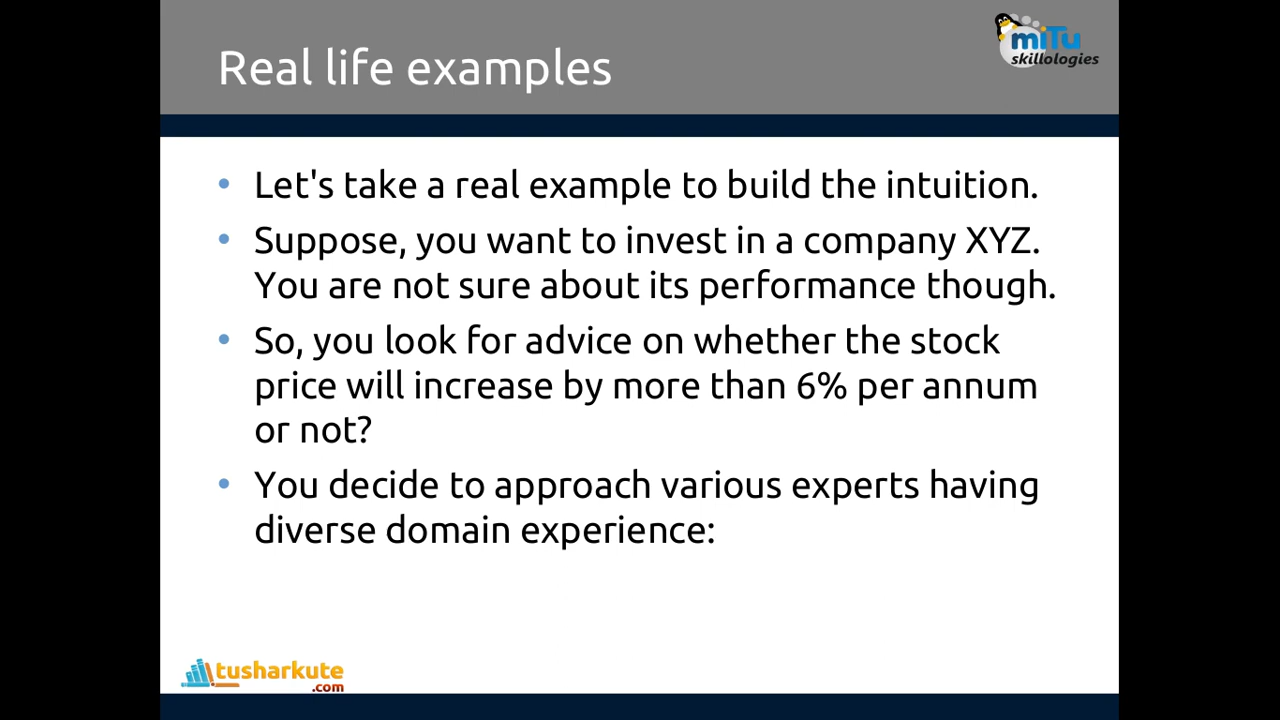 Real life examples
miTu
skillologies
• Let's take a real example to build the intuition.
• Suppose, you want to invest in a company XYZ.
You are not sure about its performance though.
• So, you look for advice on whether the stock
price will increase by more than 6% per annum
or not?
• You decide to approach various experts having
diverse domain experience:
tusharkute
.com